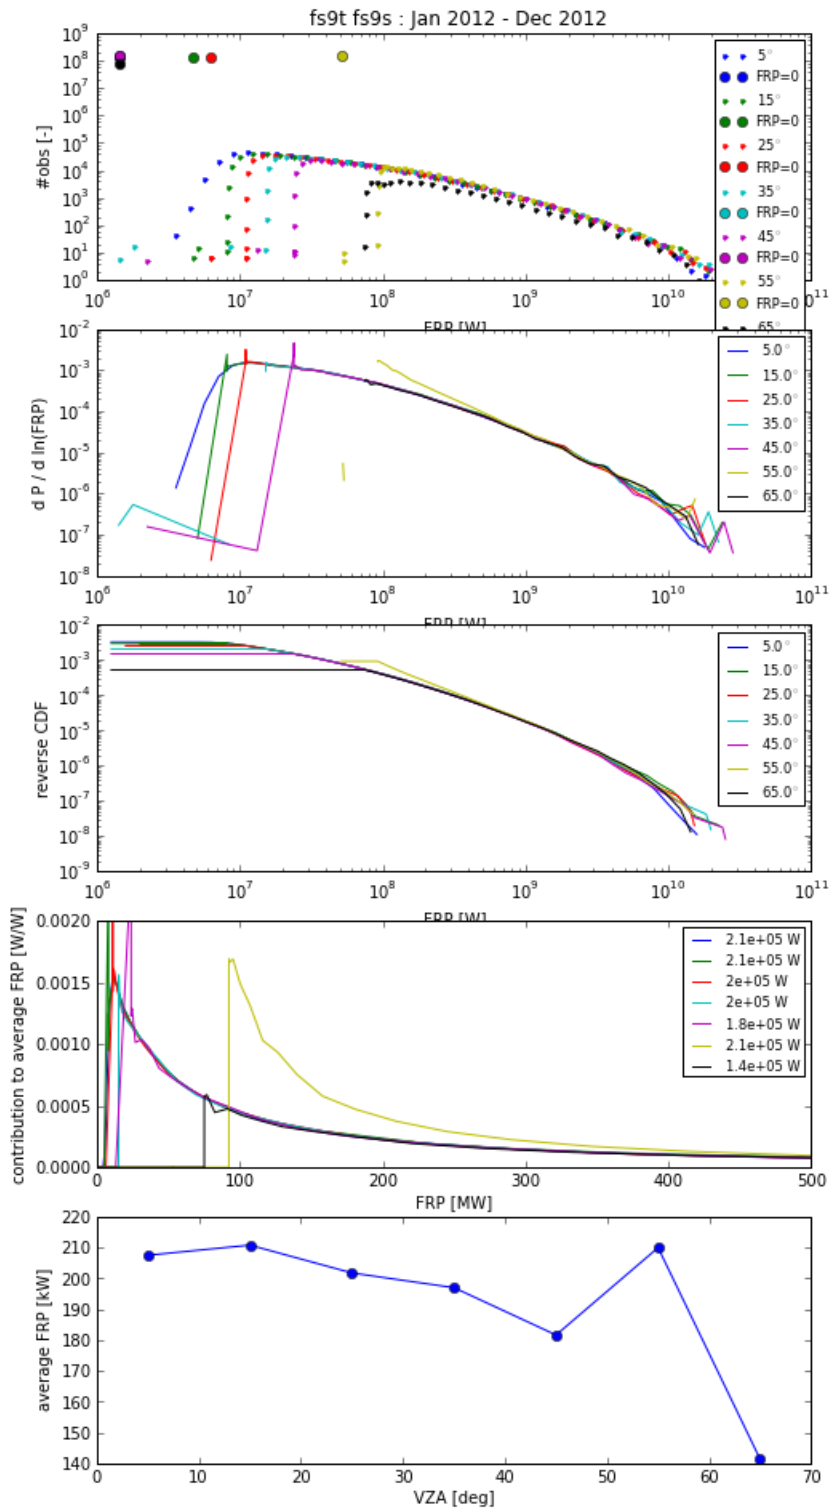 fs9t fs9s : Jan 2012 - Dec 2012
10^9
10^8
10^7
10^6
10^5
10^4
10^3
10^2
10^1
10^0
#obs [-]
5°
FRP=0
15°
FRP=0
25°
FRP=0
35°
FRP=0
45°
FRP=0
55°
FRP=0
65°
10^6 10^7 10^8 10^9 10^10 10^11
FRP [W]
10^-2
10^-3
10^-4
10^-5
10^-6
10^-7
10^-8
d P / d ln(FRP)
5.0°
15.0°
25.0°
35.0°
45.0°
55.0°
65.0°
10^6 10^7 10^8 10^9 10^10 10^11
FRP [W]
10^-2
10^-3
10^-4
10^-5
10^-6
10^-7
10^-8
10^-9
reverse CDF
5.0°
15.0°
25.0°
35.0°
45.0°
55.0°
65.0°
10^6 10^7 10^8 10^9 10^10 10^11
FRP [W]
0.0020
0.0015
0.0010
0.0005
0.0000
contribution to average FRP [W/W]
2.1e+05 W
2.1e+05 W
2e+05 W
2e+05 W
1.8e+05 W
2.1e+05 W
1.4e+05 W
100 200 300 400 500
FRP [MW]
220
210
200
190
180
170
160
150
140
average FRP [kW]
0 10 20 30 40 50 60 70
VZA [deg]